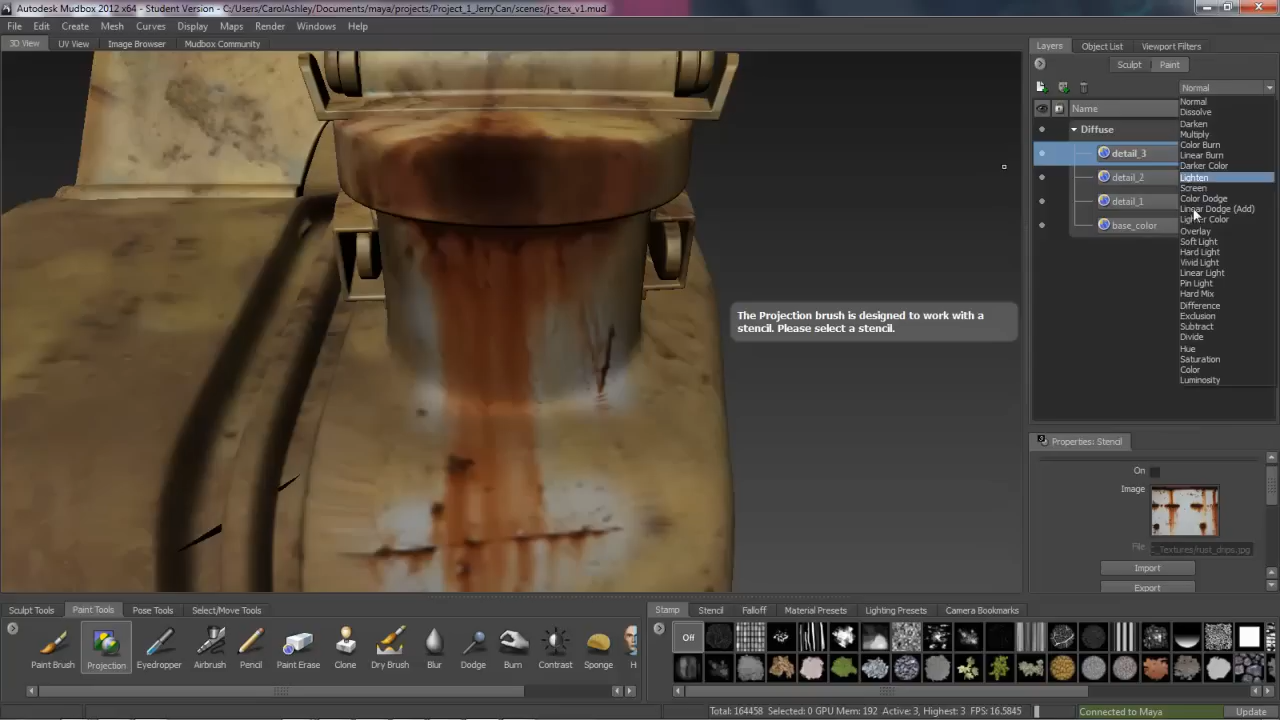 Autodesk Mudbox 2012 x64 - Student Version - C:/Users/CarolAshley/Documents/maya/projects/Project_1_JerryCan/scenes/jc_tex_v1.mud
File Edit Create Mesh Curves Display Maps Render Windows Help
3D View UV View Image Browser Mudbox Community
Layers Object List Viewport Filters
Sculpt Paint
Normal
Name
Diffuse
detail_3
detail_2
detail_1
base_color
Normal
Dissolve
Darken
Multiply
Color Burn
Linear Burn
Darker Color
Lighten
Screen
Color Dodge
Linear Dodge (Add)
Lighter Color
Overlay
Soft Light
Hard Light
Vivid Light
Linear Light
Pin Light
Hard Mix
Difference
Exclusion
Subtract
Divide
Hue
Saturation
Color
Luminosity
The Projection brush is designed to work with a
stencil. Please select a stencil.
Properties: Stencil
On
Image
File _Textures/rust_drips.jpg
Import
Export
Sculpt Tools Paint Tools Pose Tools Select/Move Tools
Paint Brush Projection Eyedropper Airbrush Pencil Paint Erase Clone Dry Brush Blur Dodge Burn Contrast Sponge H
Stamp Stencil Falloff Material Presets Lighting Presets Camera Bookmarks
Off
Total: 164458 Selected: 0 GPU Mem: 192 Active: 3, Highest: 3 FPS: 16.5845
Connected to Maya
Update